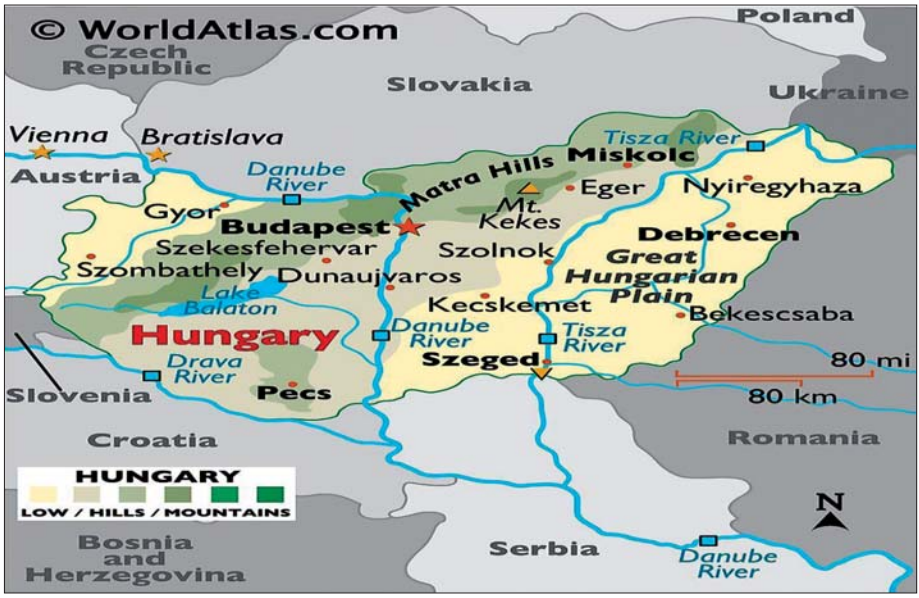 © WorldAtlas.com
Poland
Czech
Republic
Slovakia
Ukraine
Vienna
Bratislava
Austria
Danube
River
Matra Hills
Tisza River
Miskolc
Eger
Nyiregyhaza
Mt.
Kekes
Gyor
Budapest
Debrecen
Szekesfehervar
Szolnok
Great
Hungarian
Plain
Szombathely
Dunaujvaros
Lake
Balaton
Kecskemet
Bekescsaba
Hungary
Danube
River
Tisza
River
Drava
River
Szeged
80 mi
80 km
Pecs
Slovenia
Croatia
Romania
HUNGARY
LOW / HILLS / MOUNTAINS
N
Bosnia
and
Herzegovina
Serbia
Danube
River